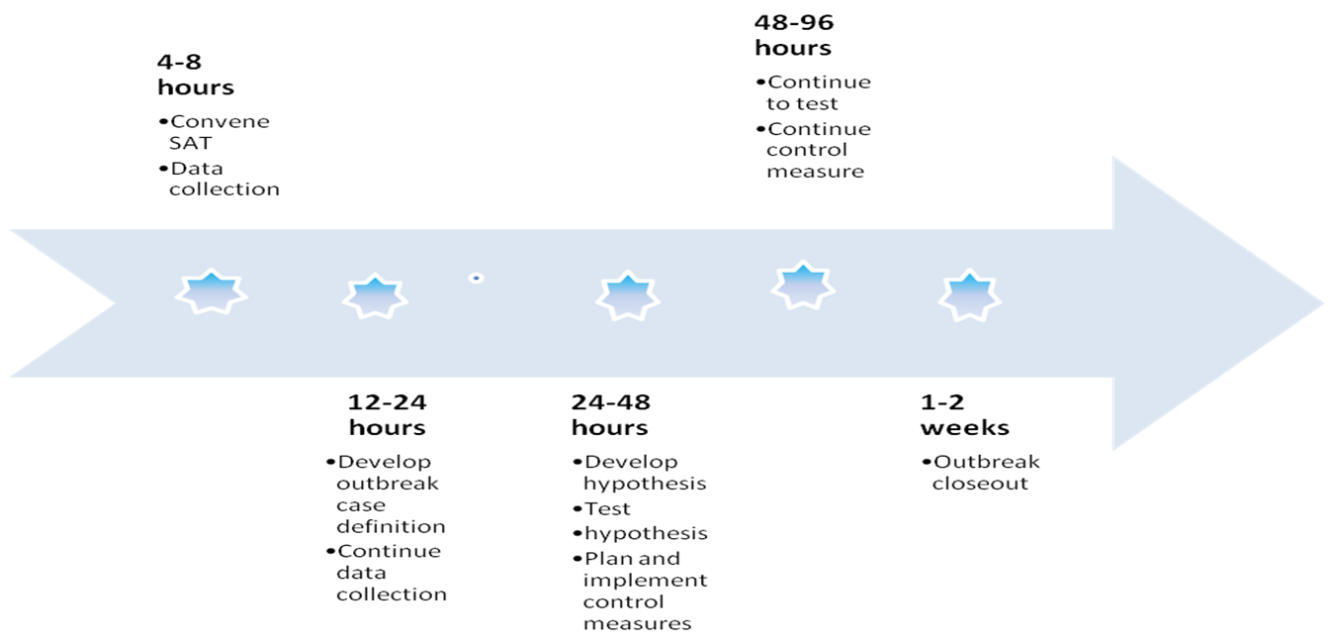 4-8
hours
•Convene
SAT
•Data
collection
48-96
hours
•Continue
to test
•Continue
control
measure
12-24
hours
•Develop
outbreak
case
definition
•Continue
data
collection
24-48
hours
•Develop
hypothesis
•Test
•hypothesis
•Plan and
implement
control
measures
1-2
weeks
•Outbreak
closeout